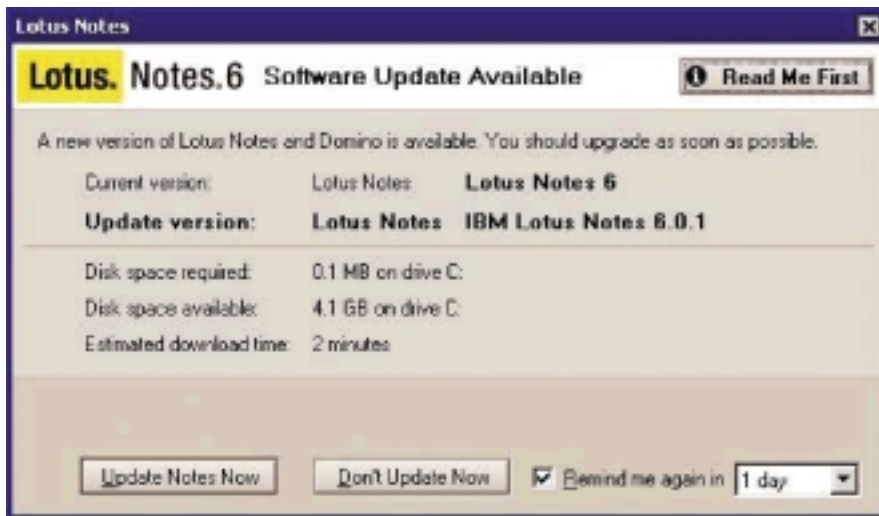 Lotus Notes
Lotus. Notes.6 Software Update Available Read Me First
A new version of Lotus Notes and Domino is available. You should upgrade as soon as possible.
Current version: Lotus Notes Lotus Notes 6
Update version: Lotus Notes IBM Lotus Notes 6.0.1
Disk space required: 0.1 MB on drive C:
Disk space available: 4.1 GB on drive C:
Estimated download time: 2 minutes
Update Notes Now Don't Update Now Remind me again in 1 day